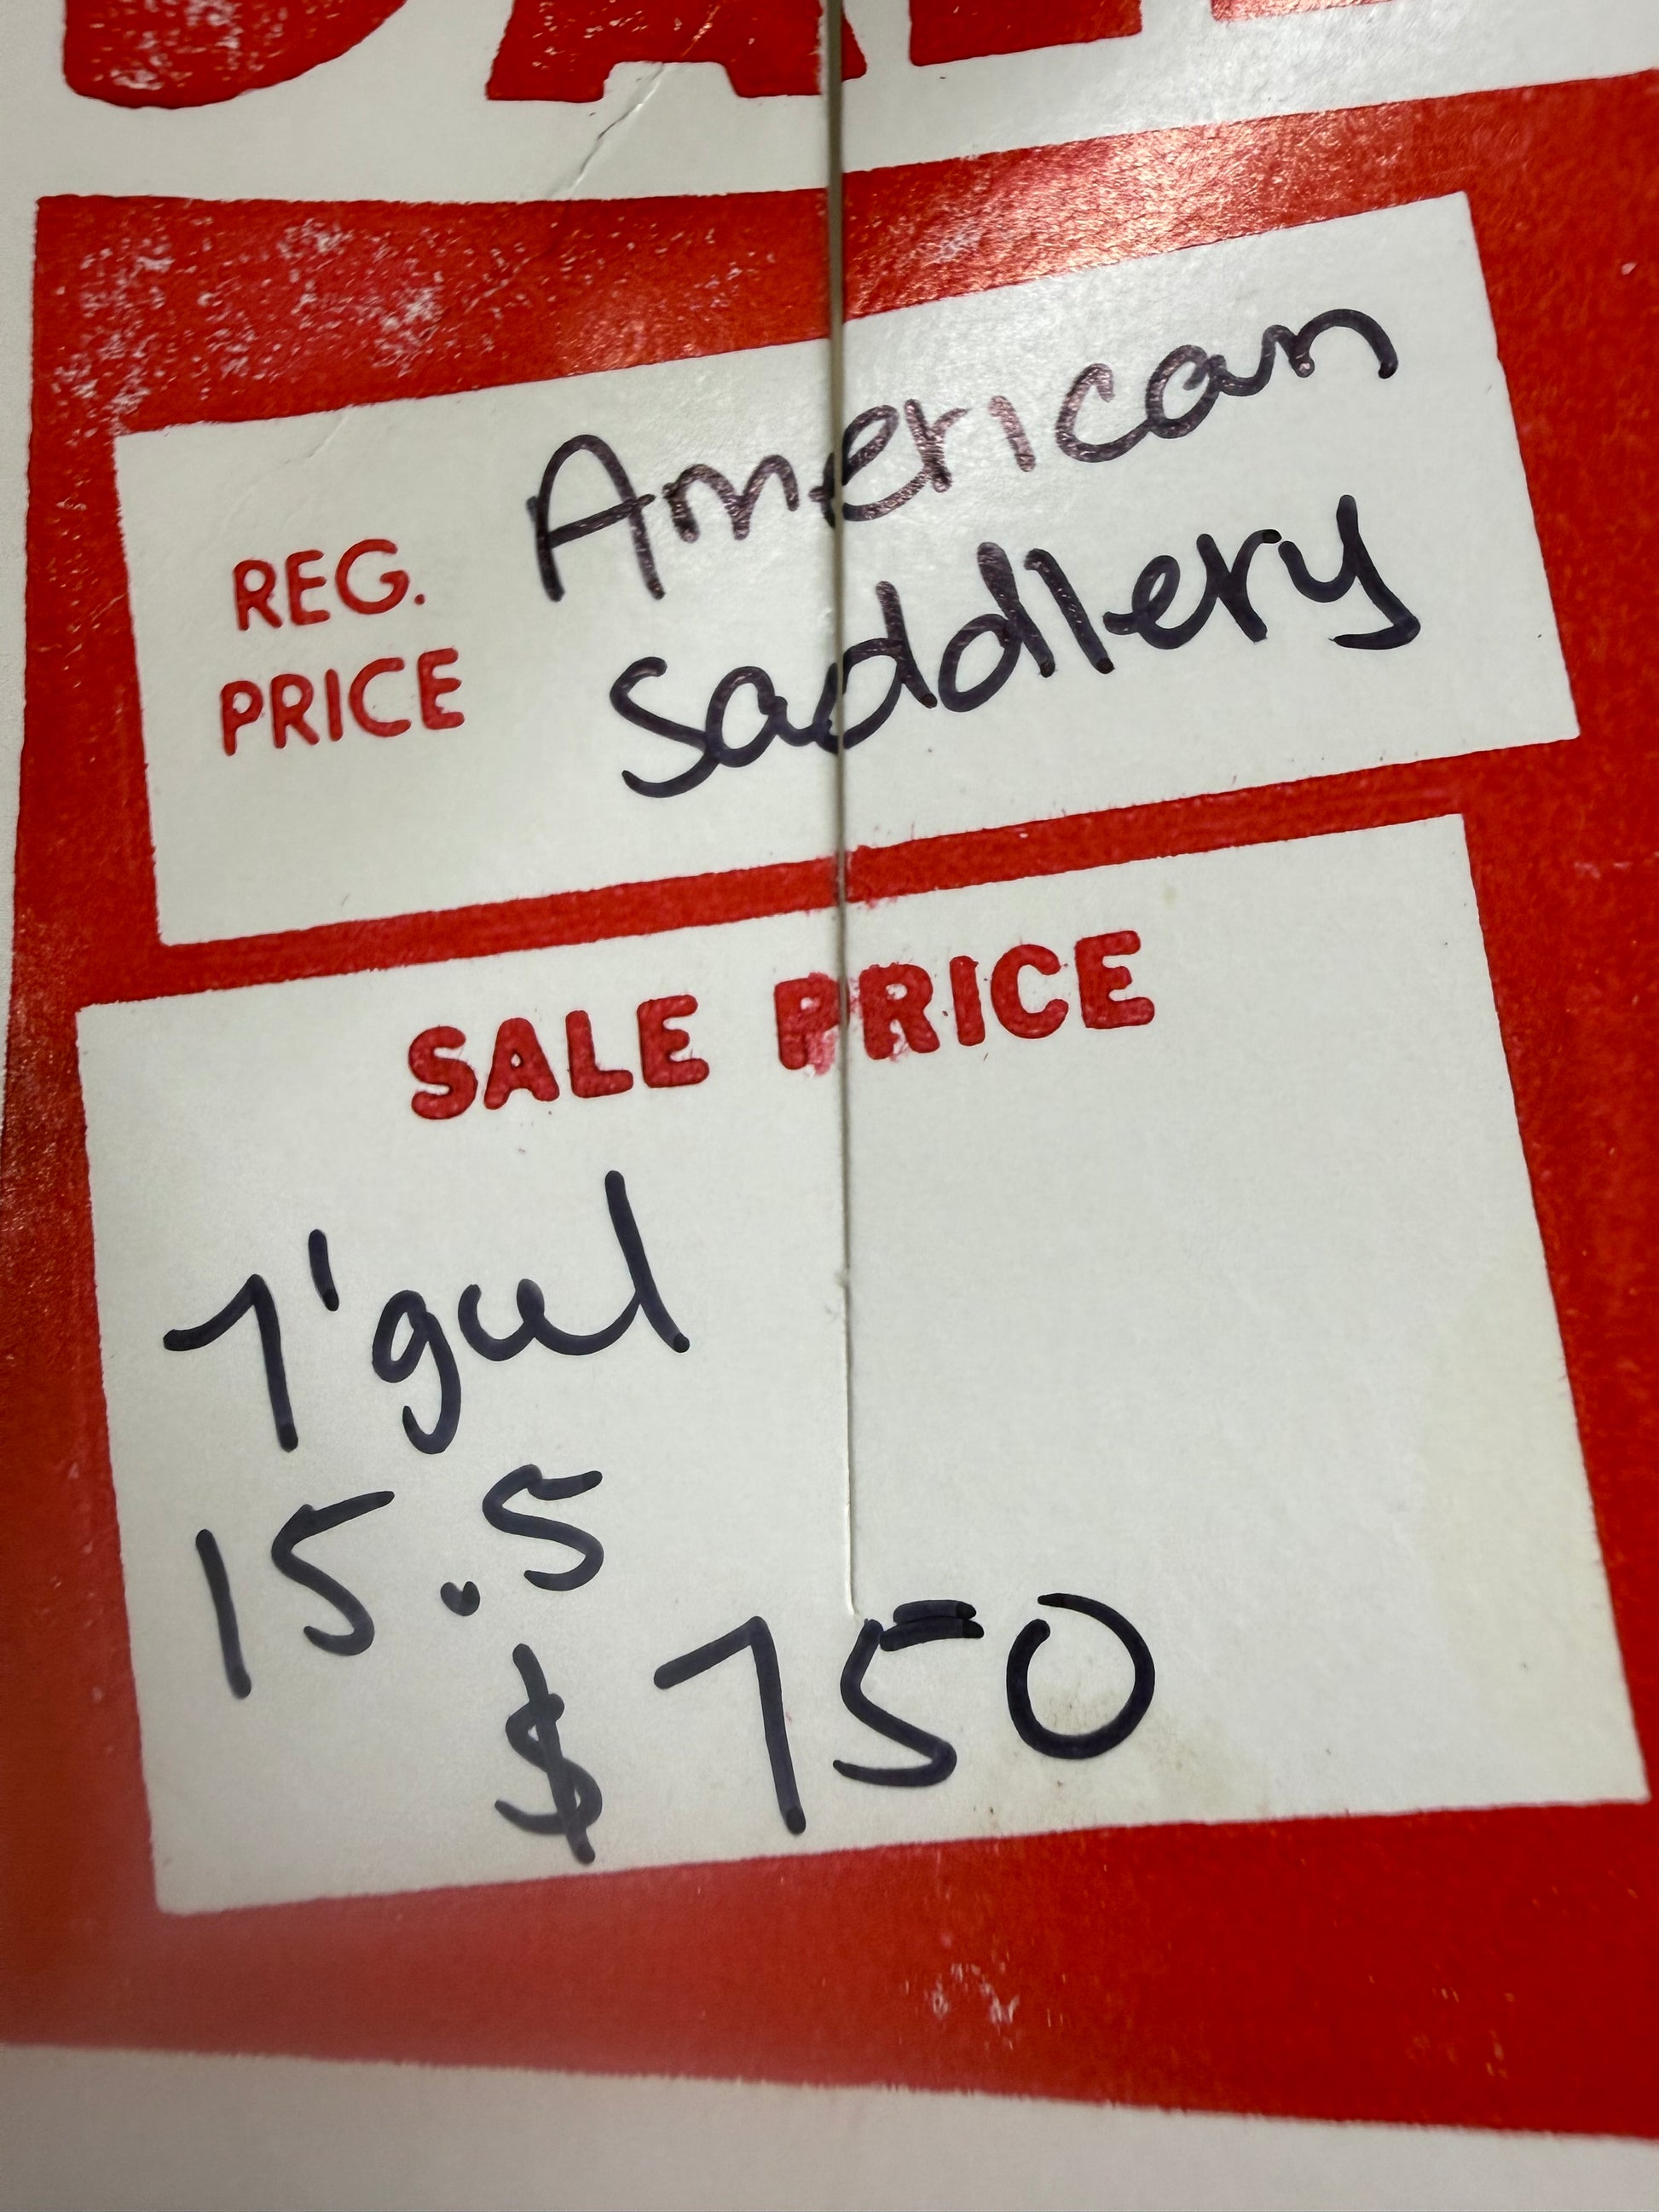 REG. PRICE
American
saddlery
SALE PRICE
7'gul
15.5
$750